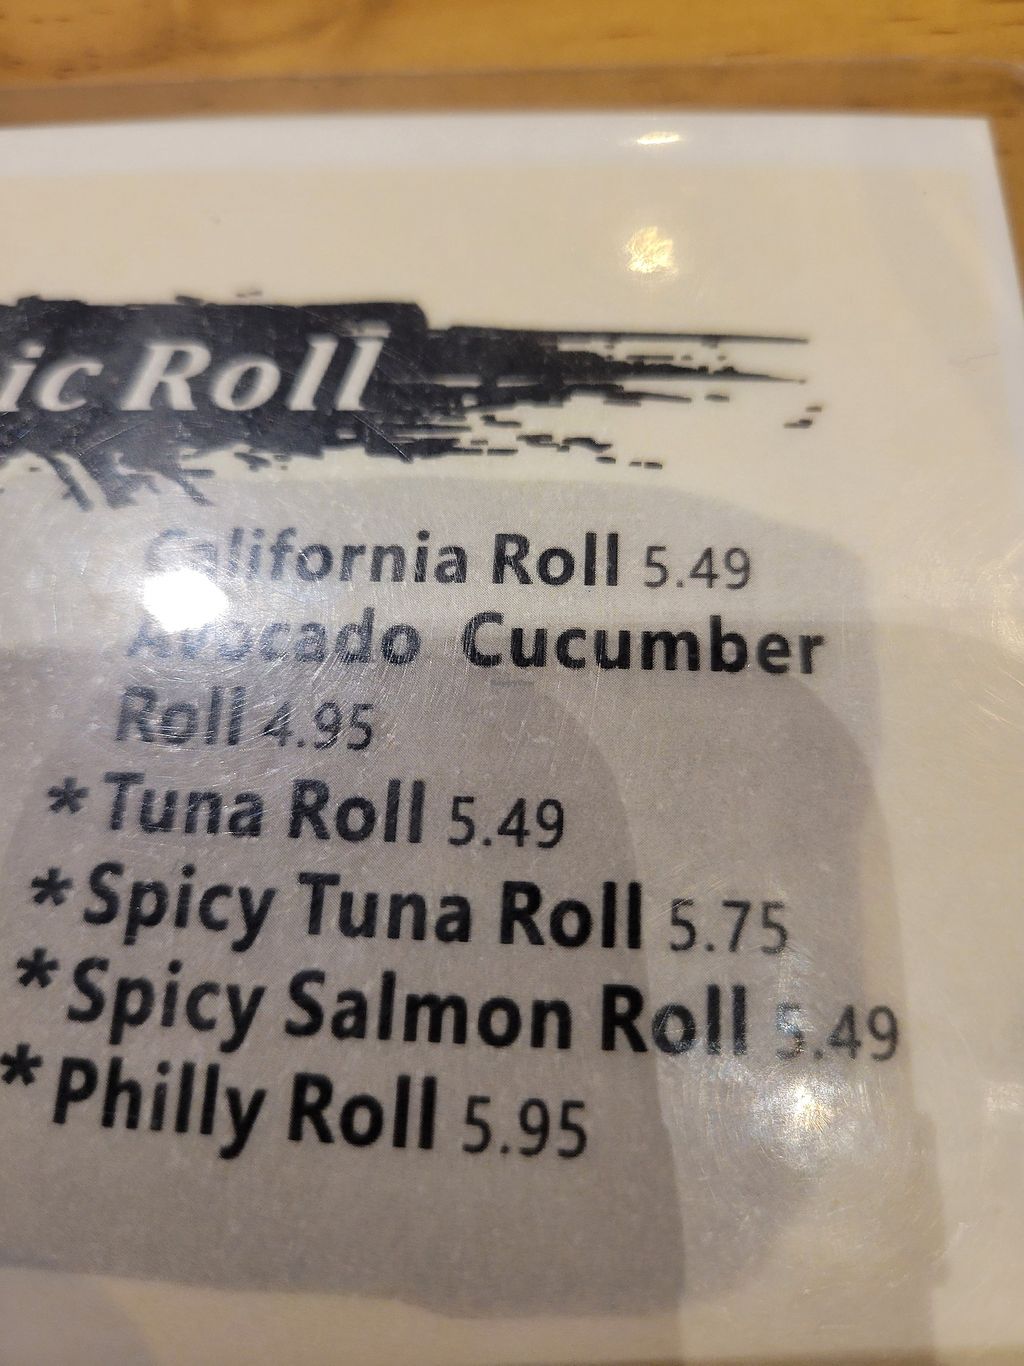 ic Roll
California Roll 5.49
Avocado Cucumber
Roll 4.95
*Tuna Roll 5.49
*Spicy Tuna Roll 5.75
*Spicy Salmon Roll 5.49
*Philly Roll 5.95